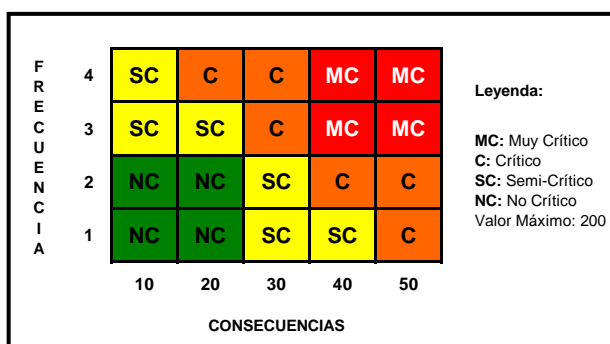 FRECUENCIA
4 SC C C MC MC
3 SC SC C MC MC
2 NC NC SC C C
1 NC NC SC SC C
10 20 30 40 50
CONSECUENCIAS
Leyenda:
MC: Muy Crítico
C: Crítico
SC: Semi-Crítico
NC: No Crítico
Valor Máximo: 200